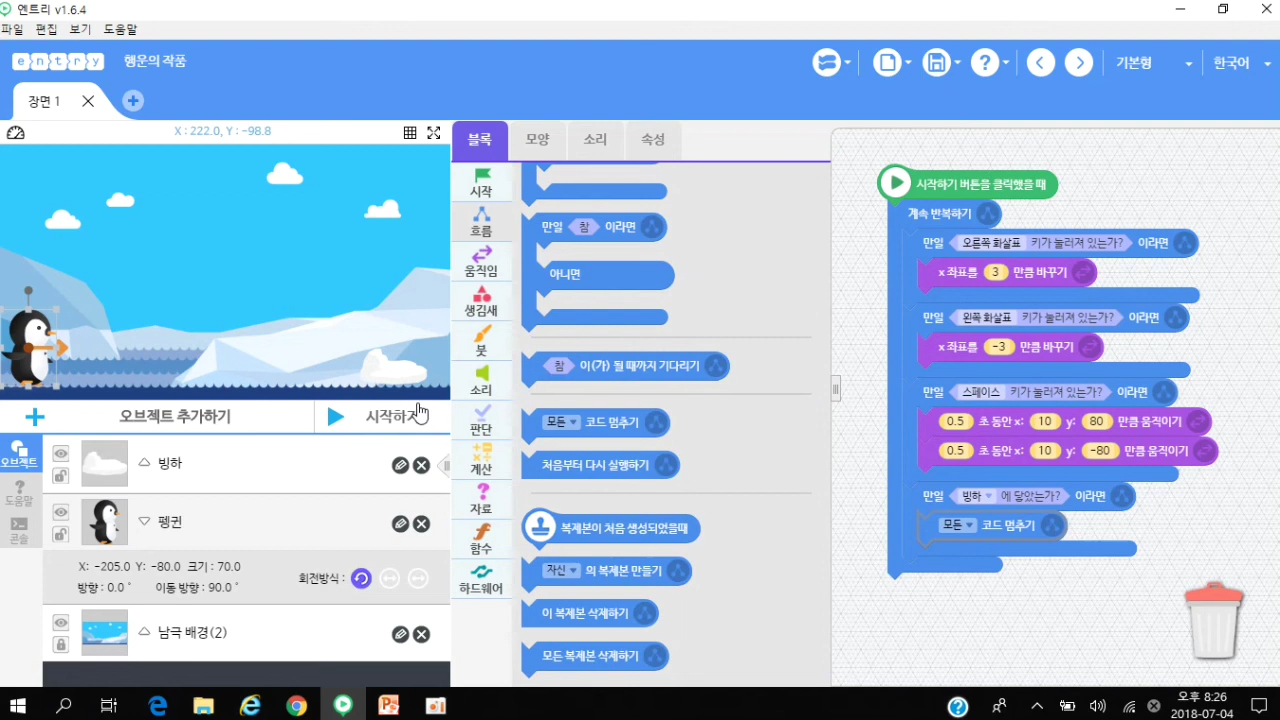 엔트리 v1.6.4
파일 편집 보기 도움말
entry 행운의 작품
기본형
한국어
장면 1
X : 222.0, Y : -98.8
오브젝트 추가하기
시작하기
오브젝트
도움말
콘솔
빙하
펭귄
X: -205.0 Y: -80.0 크기 : 70.0
방향 : 0.0 ° 이동 방향 : 90.0 °
회전방식 :
남극 배경(2)
블록
모양
소리
속성
시작
흐름
움직임
생김새
붓
소리
판단
계산
자료
함수
하드웨어
만일 참 이라면
아니면
참 이(가) 될 때까지 기다리기
모든 코드 멈추기
처음부터 다시 실행하기
복제본이 처음 생성되었을때
자신 의 복제본 만들기
이 복제본 삭제하기
모든 복제본 삭제하기
시작하기 버튼을 클릭했을 때
계속 반복하기
만일 오른쪽 화살표 키가 눌러져 있는가? 이라면
x 좌표를 3 만큼 바꾸기
만일 왼쪽 화살표 키가 눌러져 있는가? 이라면
x 좌표를 -3 만큼 바꾸기
만일 스페이스 키가 눌러져 있는가? 이라면
0.5 초 동안 x: 10 y: 80 만큼 움직이기
0.5 초 동안 x: 10 y: -80 만큼 움직이기
만일 빙하 에 닿았는가? 이라면
모든 코드 멈추기
오후 8:26
2018-07-04